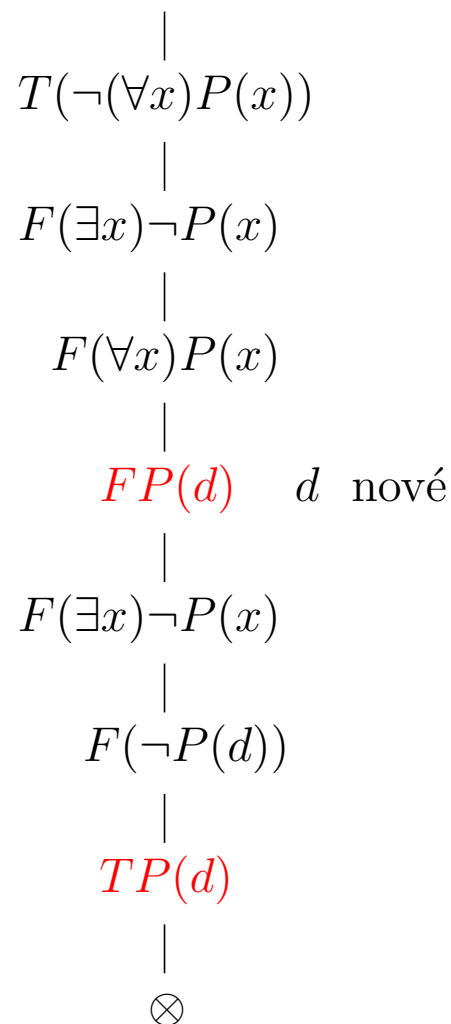 T(¬(∀x)P(x))
F(∃x)¬P(x)
F(∀x)P(x)
FP(d) d nové
F(∃x)¬P(x)
F(¬P(d))
TP(d)
⊗